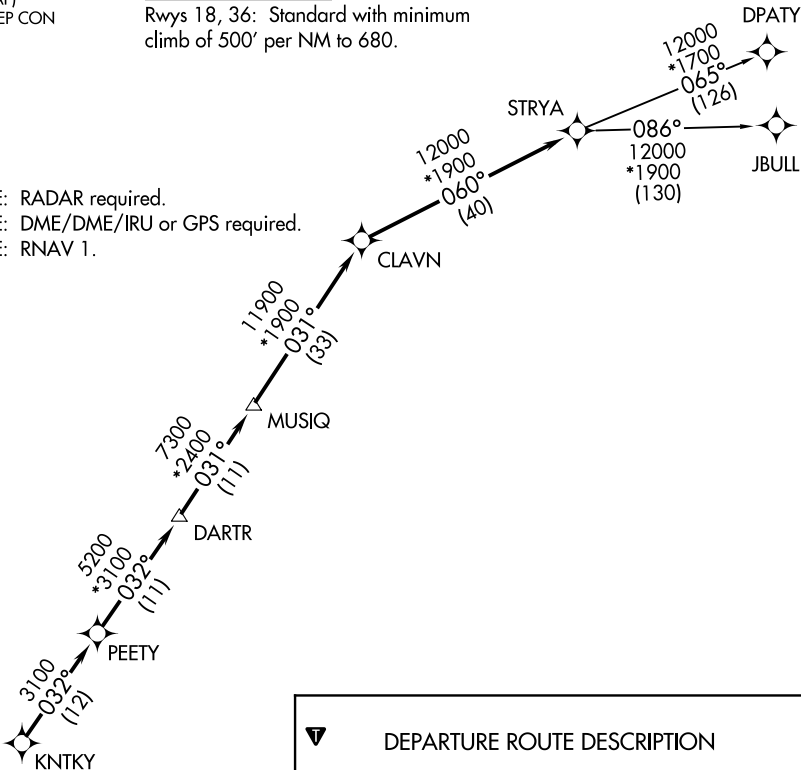 EP CON
Rwys 18, 36: Standard with minimum
climb of 500' per NM to 680.
DPATY
12000
*1700
065°
(126)
STRYA
086°
12000
*1900
(130)
JBULL
12000
*1900
060°
(40)
E: RADAR required.
E: DME/DME/IRU or GPS required.
E: RNAV 1.
CLAVN
11900
*1900
031°
(33)
MUSIQ
7300
*2400
031°
(11)
DARTR
5200
*3100
032°
(11)
PEETY
3100
032°
(12)
KNTKY
T DEPARTURE ROUTE DESCRIPTION